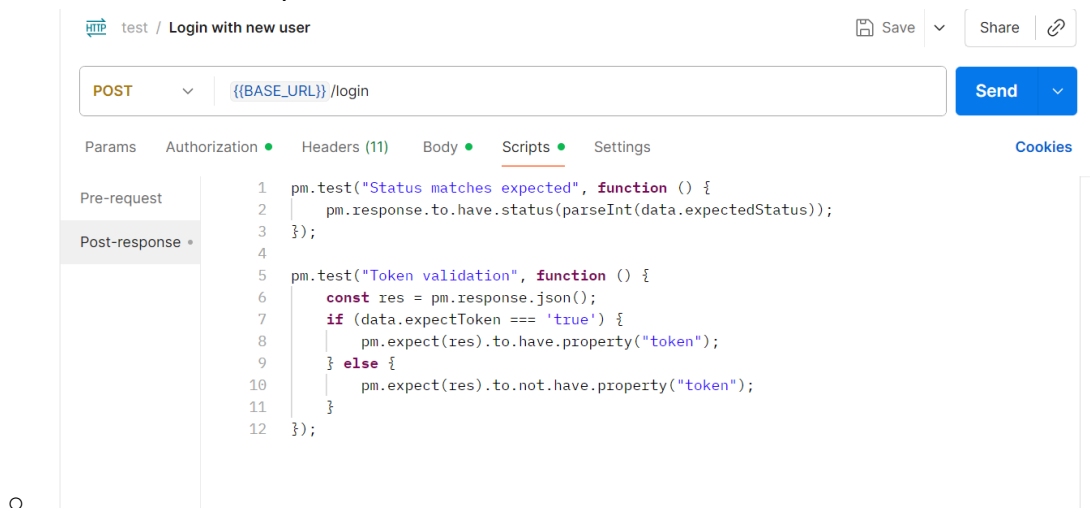 HTTP test / Login with new user Save Share
POST {{BASE_URL}} /login Send
Params Authorization Headers (11) Body Scripts Settings Cookies
Pre-request
Post-response
1 pm.test("Status matches expected", function () {
2     pm.response.to.have.status(parseInt(data.expectedStatus));
3 });
4
5 pm.test("Token validation", function () {
6     const res = pm.response.json();
7     if (data.expectToken === 'true') {
8         pm.expect(res).to.have.property("token");
9     } else {
10         pm.expect(res).to.not.have.property("token");
11     }
12 });